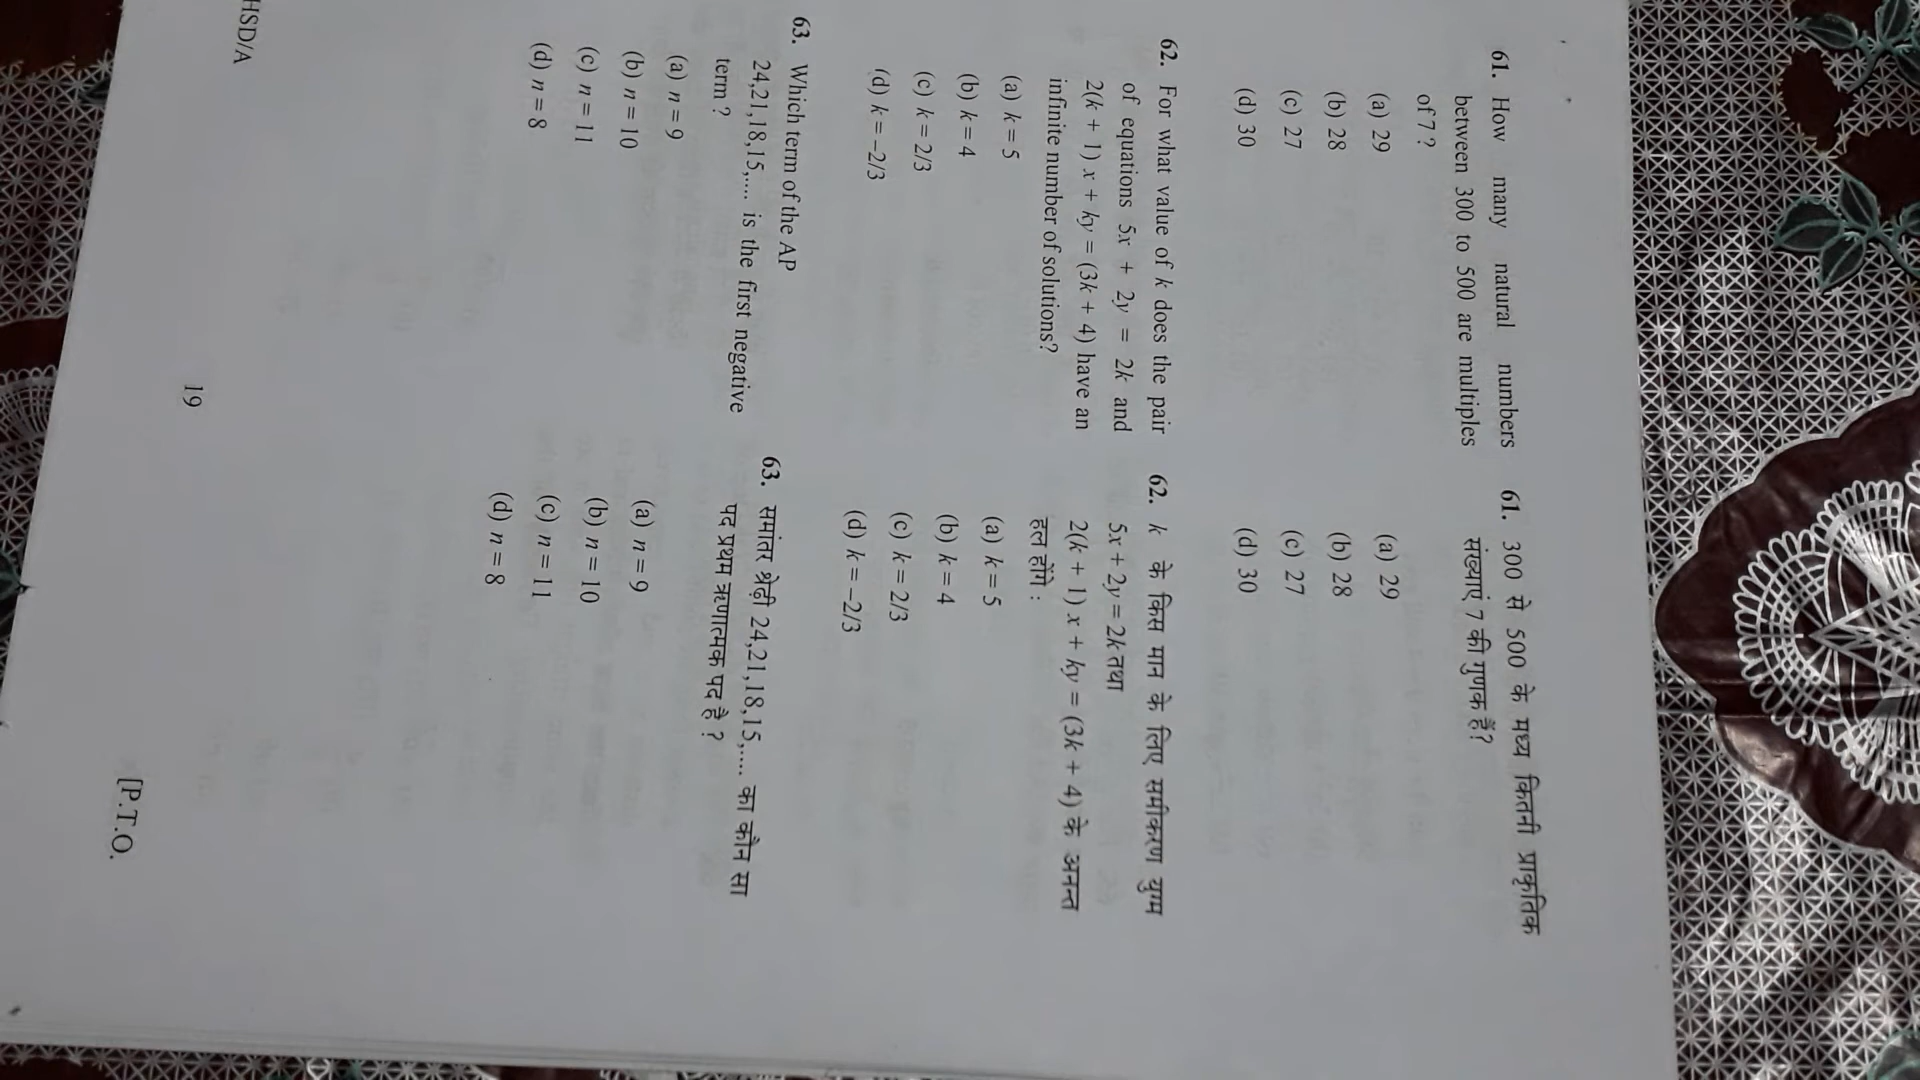 61. How many natural numbers
between 300 to 500 are multiples
of 7 ?
(a) 29
(b) 28
(c) 27
(d) 30
62. For what value of k does the pair
of equations 5x + 2y = 2k and
2(k + 1) x + ky = (3k + 4) have an
infinite number of solutions?
(a) k = 5
(b) k = 4
(c) k = 2/3
(d) k = –2/3
63. Which term of the AP
24,21,18,15,.... is the first negative
term ?
(a) n = 9
(b) n = 10
(c) n = 11
(d) n = 8
61. 300 से 500 के मध्य कितनी प्राकृतिक
संख्याएं 7 की गुणक हैं?
(a) 29
(b) 28
(c) 27
(d) 30
62. k के किस मान के लिए समीकरण युग्म
5x + 2y = 2k तथा
2(k + 1) x + ky = (3k + 4) के अनन्त
हल होंगे :
(a) k = 5
(b) k = 4
(c) k = 2/3
(d) k = –2/3
63. समांतर श्रेढ़ी 24,21,18,15,.... का कौन सा
पद प्रथम ऋणात्मक पद है ?
(a) n = 9
(b) n = 10
(c) n = 11
(d) n = 8
HSD/A
19
[P.T.O.